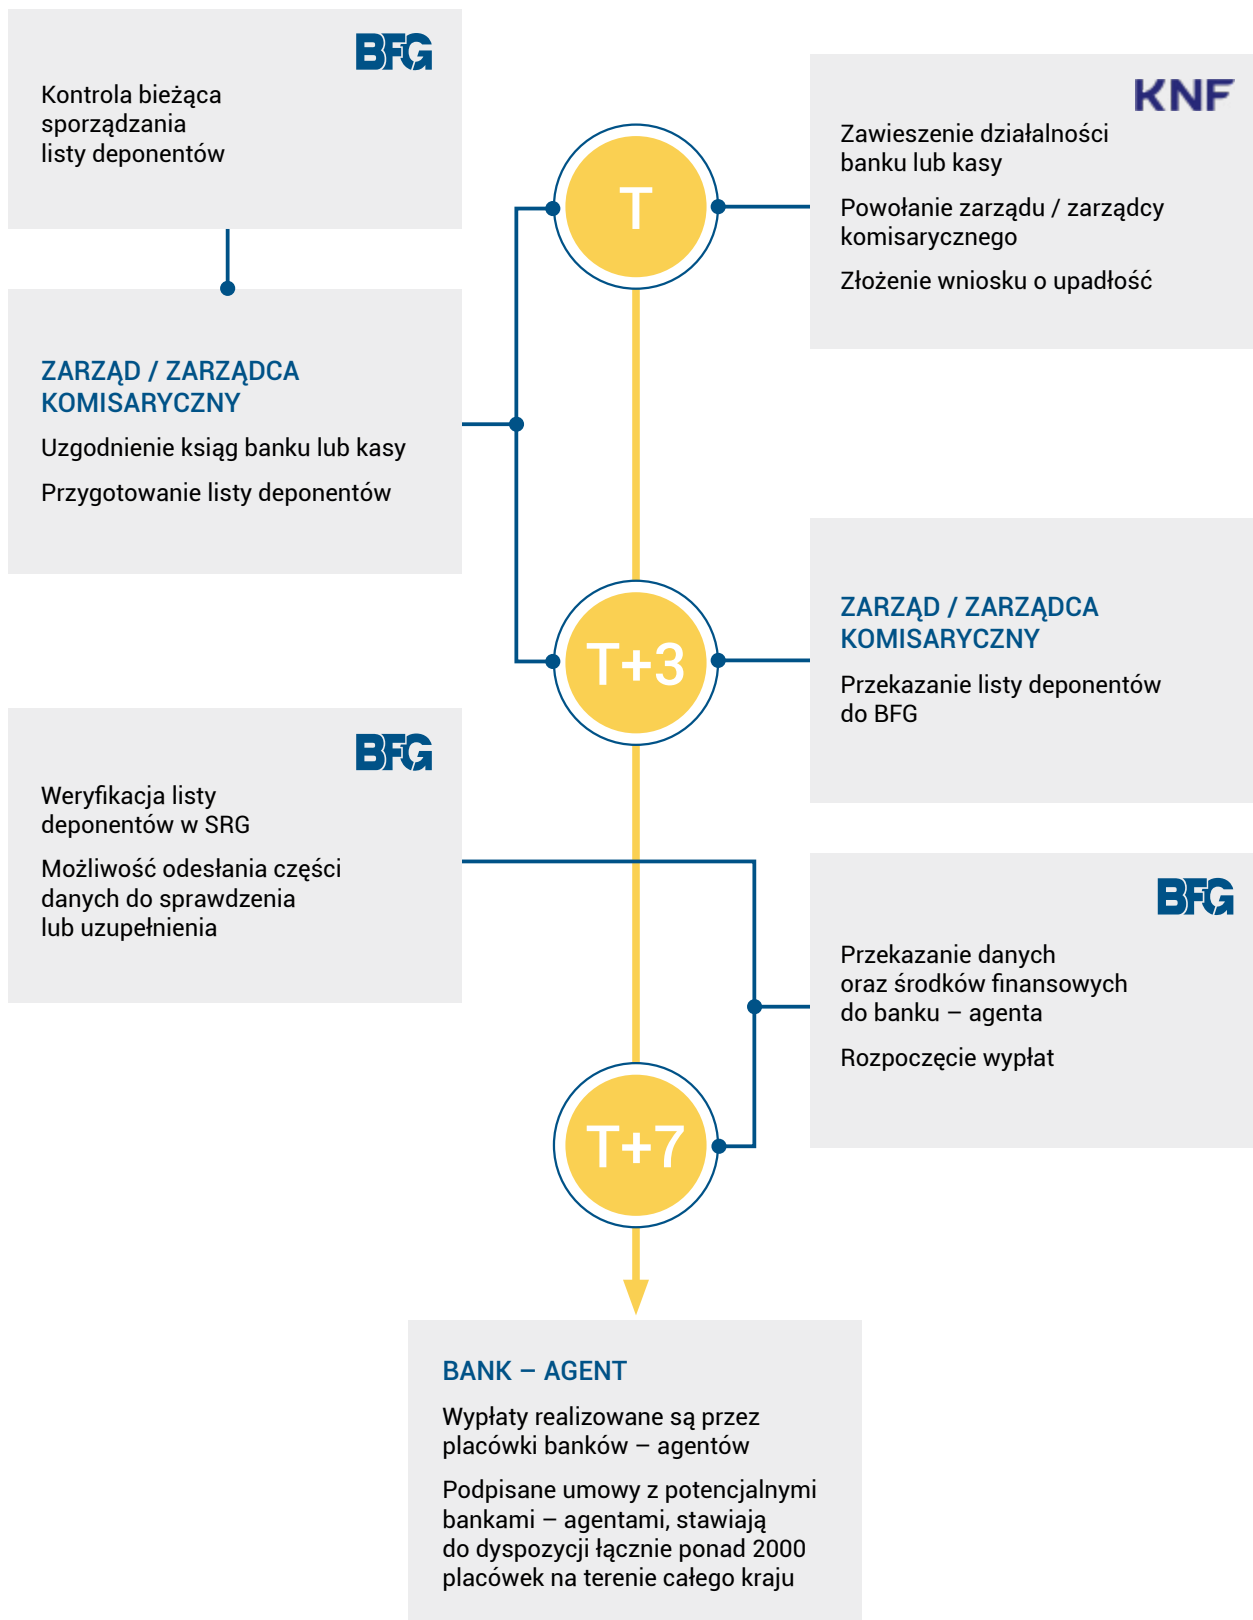 BFG
Kontrola bieżąca
sporządzania
listy deponentów
KNF
Zawieszenie działalności
banku lub kasy
Powołanie zarządu / zarządcy
komisarycznego
Złożenie wniosku o upadłość
T
ZARZĄD / ZARZĄDCA
KOMISARYCZNY
Uzgodnienie ksiąg banku lub kasy
Przygotowanie listy deponentów
T+3
ZARZĄD / ZARZĄDCA
KOMISARYCZNY
Przekazanie listy deponentów
do BFG
BFG
Weryfikacja listy
deponentów w SRG
Możliwość odesłania części
danych do sprawdzenia
lub uzupełnienia
BFG
Przekazanie danych
oraz środków finansowych
do banku – agenta
Rozpoczęcie wypłat
T+7
BANK – AGENT
Wypłaty realizowane są przez
placówki banków – agentów
Podpisane umowy z potencjalnymi
bankami – agentami, stawiają
do dyspozycji łącznie ponad 2000
placówek na terenie całego kraju